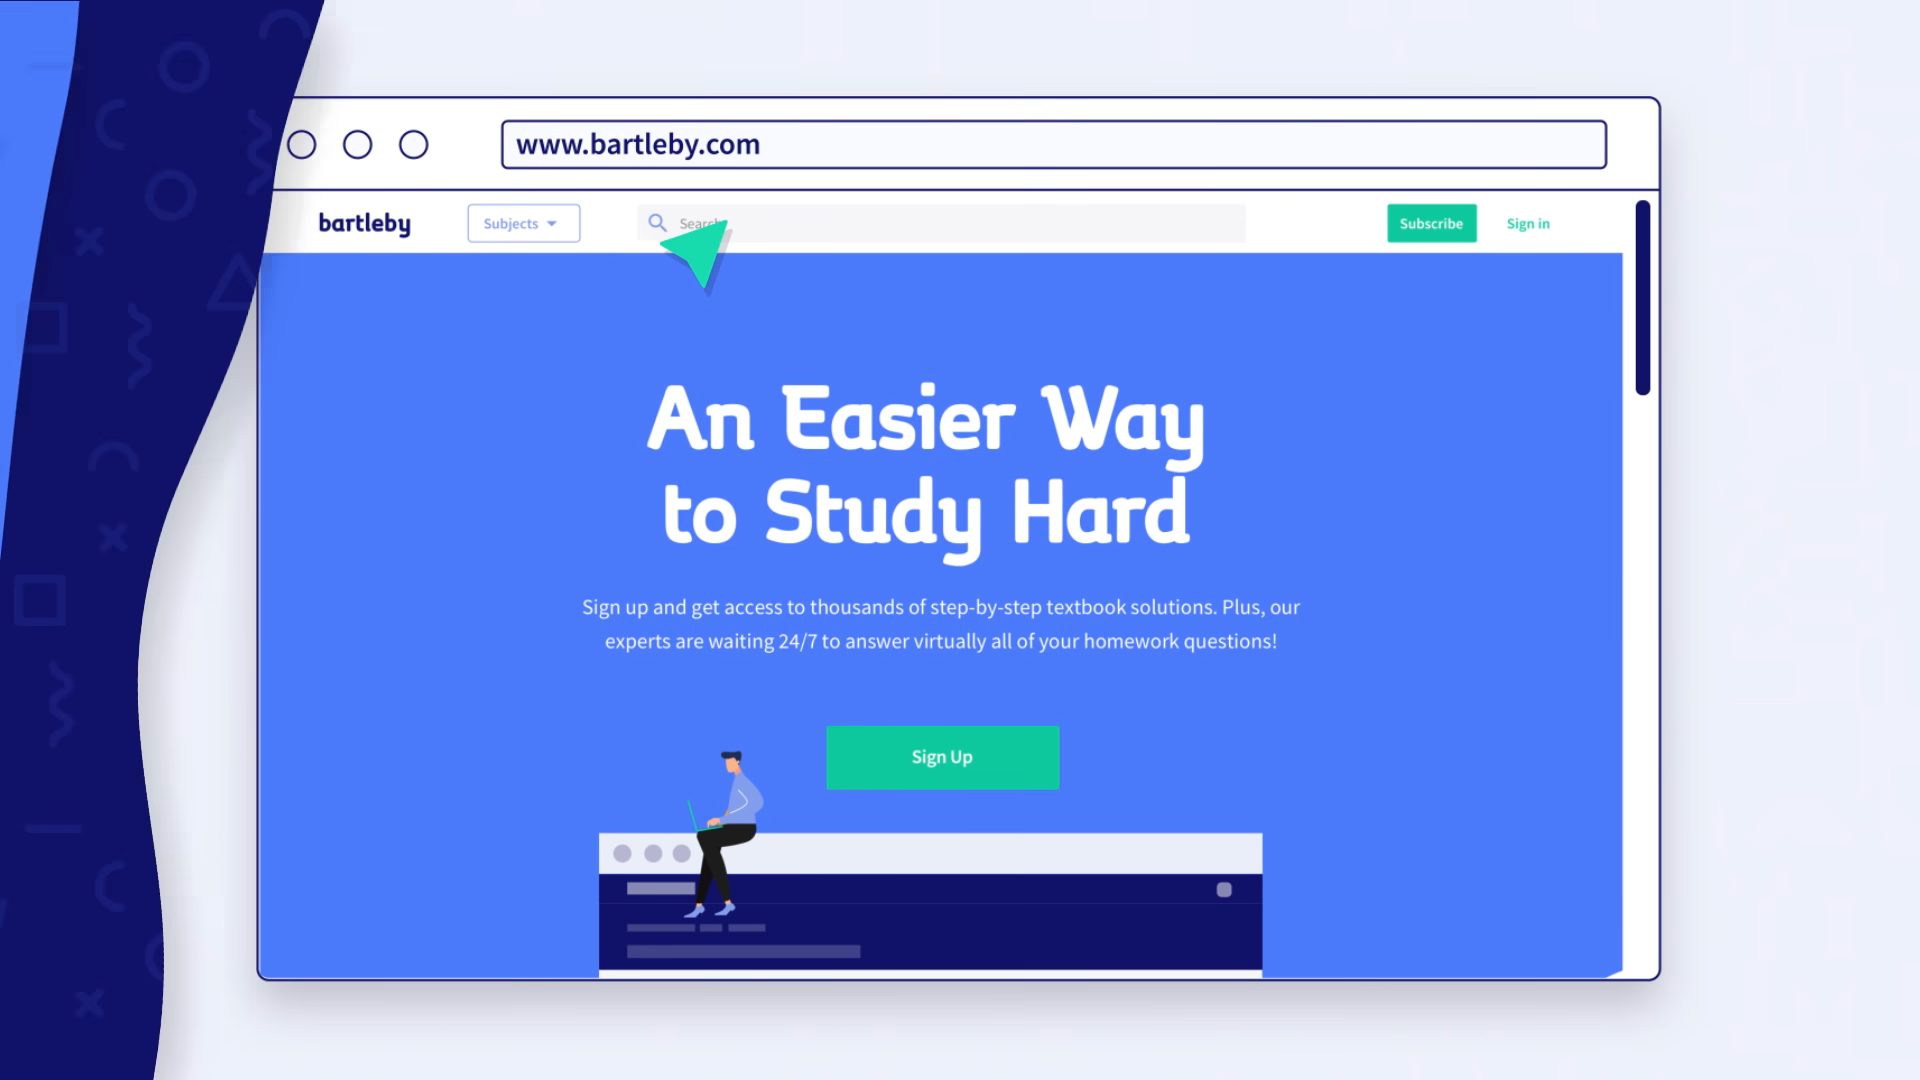 www.bartleby.com
bartleby
Subjects
Search
Subscribe
Sign in
An Easier Way
to Study Hard
Sign up and get access to thousands of step-by-step textbook solutions. Plus, our
experts are waiting 24/7 to answer virtually all of your homework questions!
Sign Up